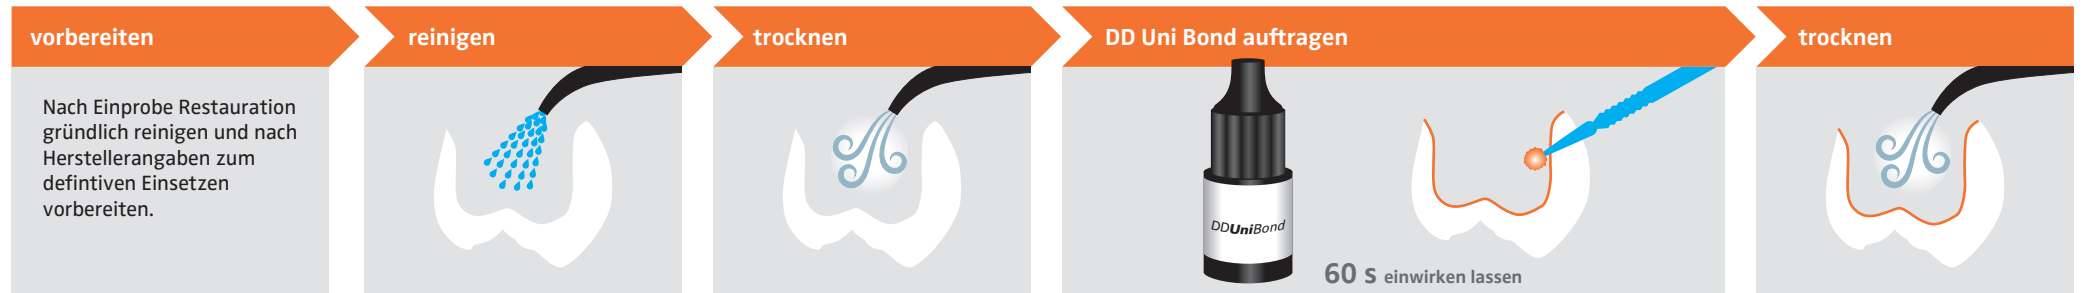 vorbereiten
reinigen
trocknen
DD Uni Bond auftragen
trocknen
Nach Einprobe Restauration
gründlich reinigen und nach
Herstellerangaben zum
defintiven Einsetzen
vorbereiten.
DDUniBond
60 s einwirken lassen